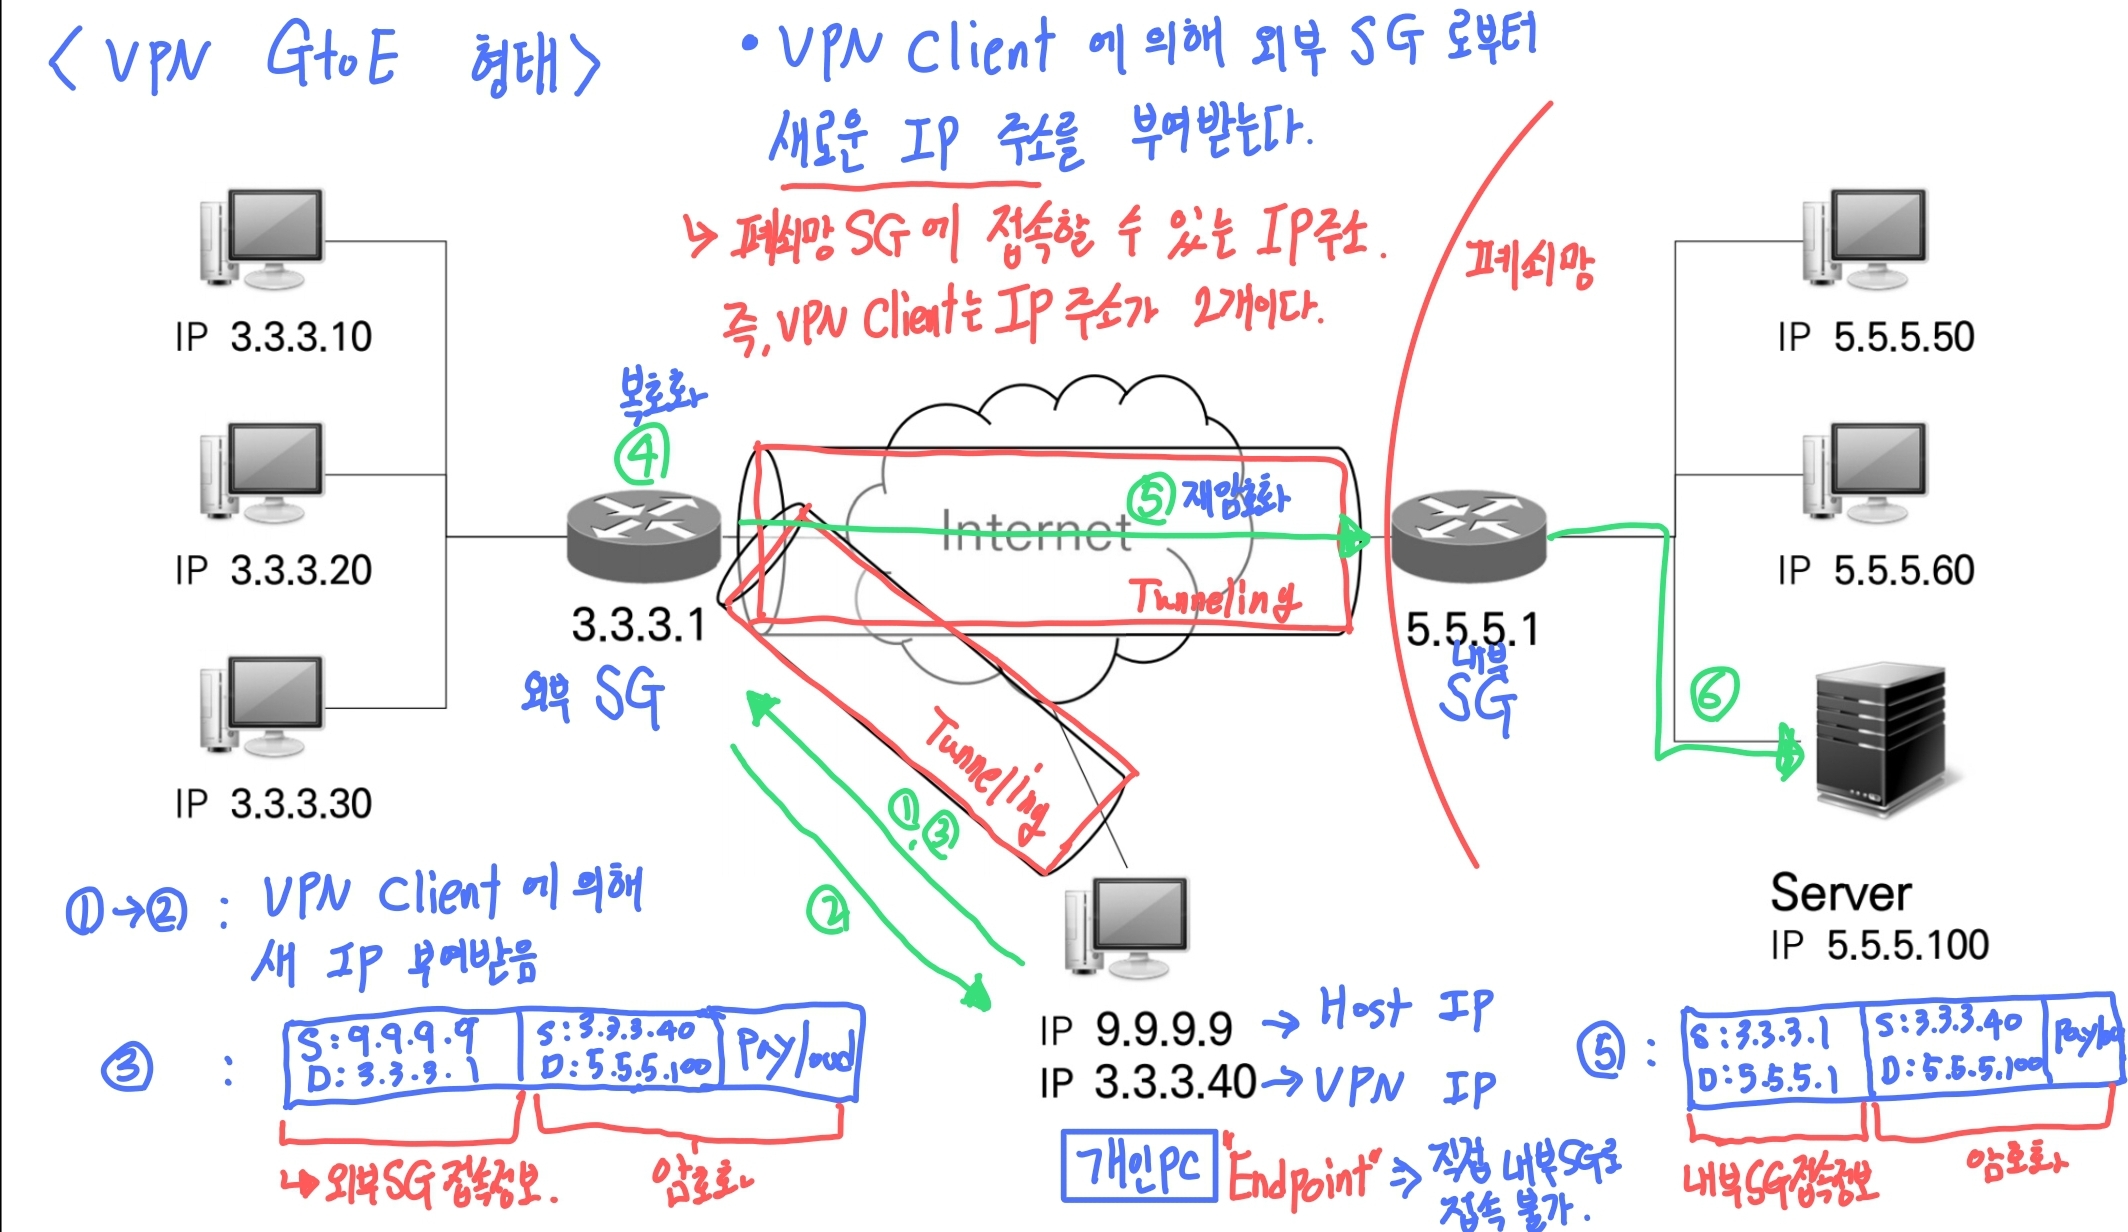 < VPN GtoE 형태 >
• VPN Client 에 의해 외부 SG 로부터
새로운 IP 주소를 부여받는다.
↳ 폐쇄망 SG에 접속할 수 있는 IP주소.
즉, VPN Client는 IP 주소가 2개이다.
폐쇄망
IP 3.3.3.10
IP 5.5.5.50
복호화
④
⑤ 재암호화
Internet
IP 3.3.3.20
IP 5.5.5.60
Tunneling
3.3.3.1
5.5.5.1
외부 SG
내부
SG
⑥
Tunnelling
IP 3.3.3.30
①,③
②
①→② : VPN Client 에 의해
새 IP 부여받음
Server
IP 5.5.5.100
IP 9.9.9.9 → Host IP
IP 3.3.3.40 → VPN IP
③ :
S:9.9.9.9
D:3.3.3.1
S:3.3.3.40
D:5.5.5.100
Payload
↳ 외부SG 접속정보.
암호화
⑤ :
S:3.3.3.1
D:5.5.5.1
S:3.3.3.40
D:5.5.5.100
내부SG접속정보
암호화
개인PC "Endpoint" ⇒ 직접 내부SG로
접속 불가.